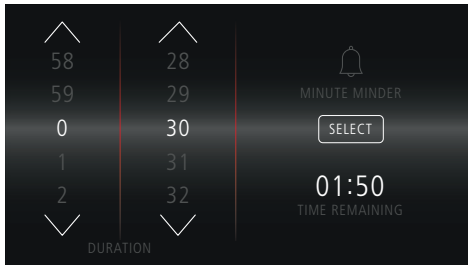 58 28
59 29
MINUTE MINDER
0 30
SELECT
1 31
2 32
01:50
TIME REMAINING
DURATION